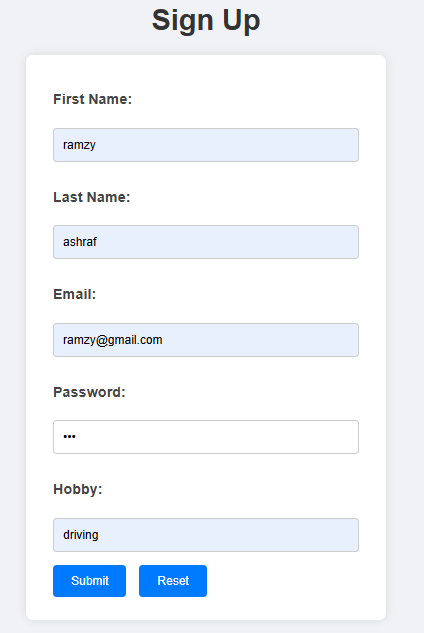 Sign Up
First Name:
ramzy
Last Name:
ashraf
Email:
ramzy@gmail.com
Password:
•••
Hobby:
driving
Submit Reset